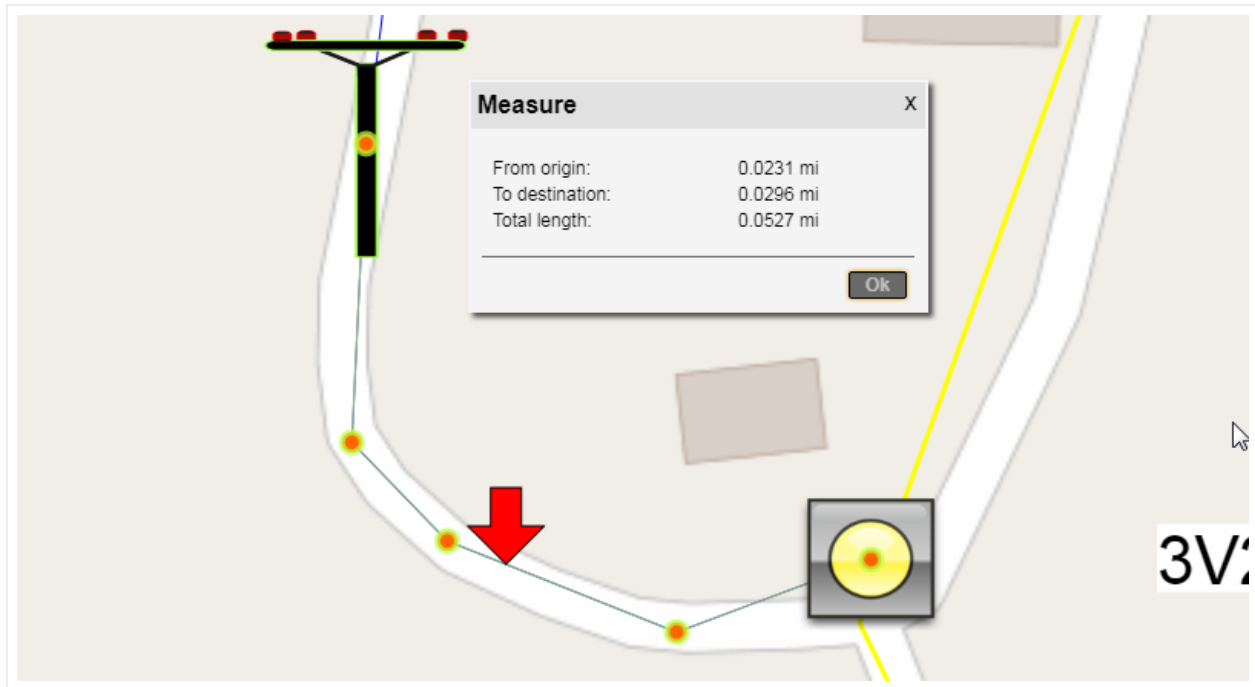 Measure X
From origin: 0.0231 mi
To destination: 0.0296 mi
Total length: 0.0527 mi
Ok
3V2